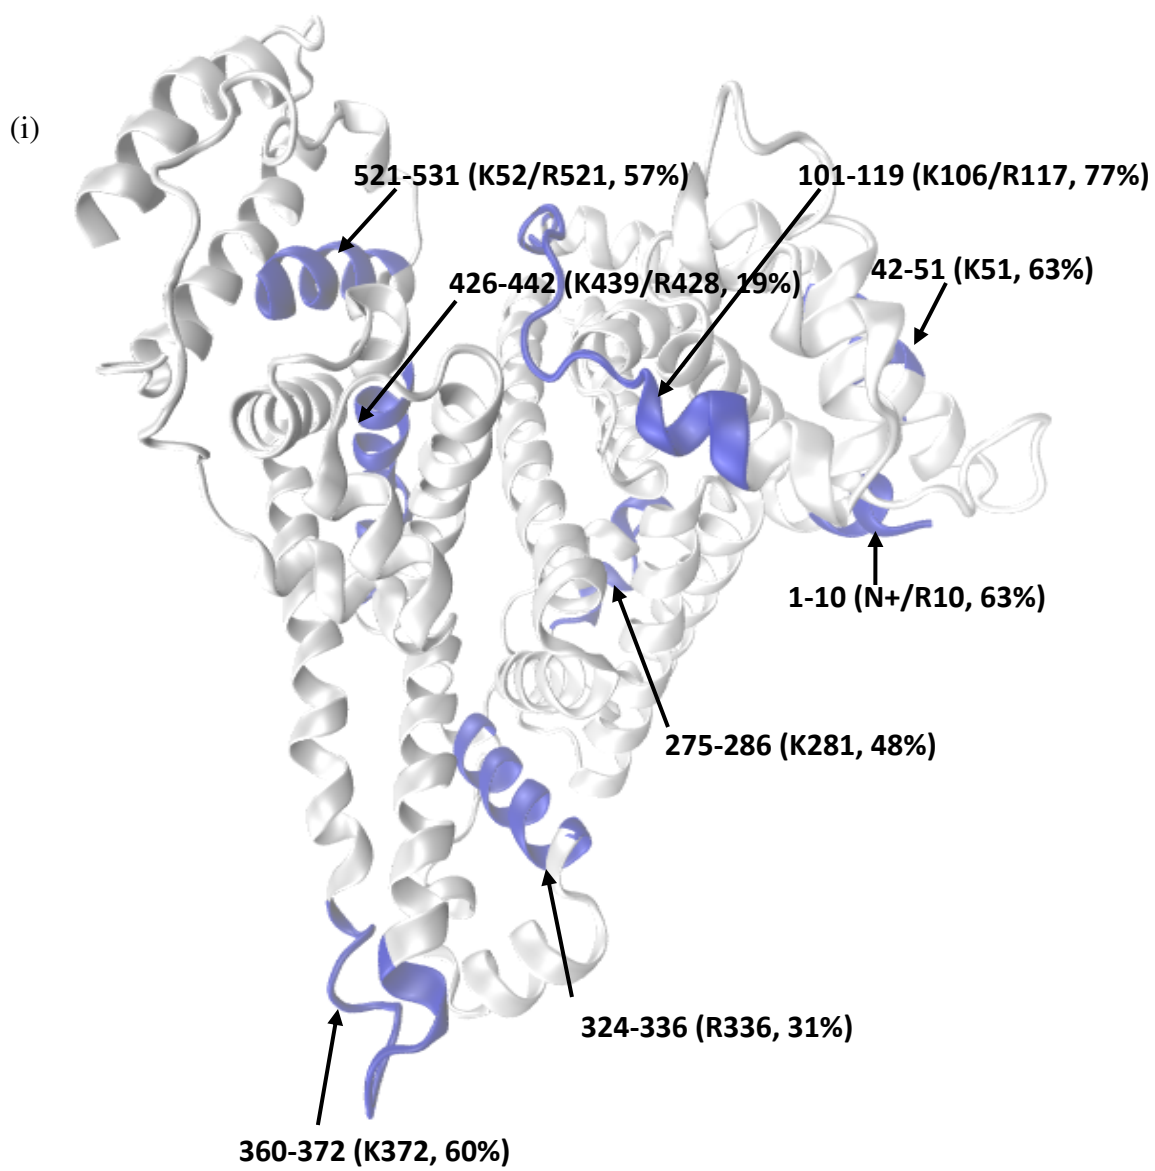 (i)
521-531 (K52/R521, 57%)
101-119 (K106/R117, 77%)
426-442 (K439/R428, 19%)
42-51 (K51, 63%)
1-10 (N+/R10, 63%)
275-286 (K281, 48%)
324-336 (R336, 31%)
360-372 (K372, 60%)